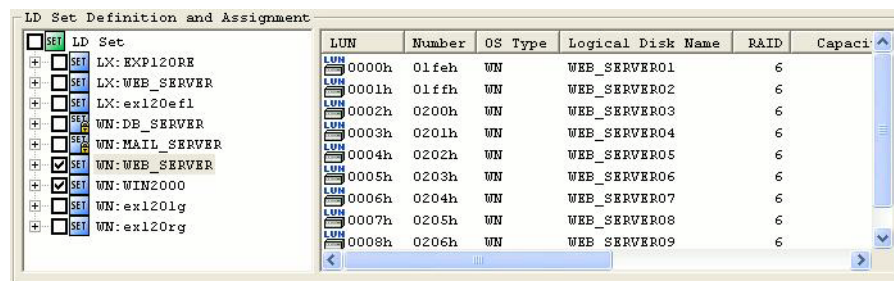 LD Set Definition and Assignment
SET LD Set
SET LX:EXP120RE
SET LX:WEB_SERVER
SET LX:ex120efl
SET WN:DB_SERVER
SET WN:MAIL_SERVER
SET WN:WEB_SERVER
SET WN:WIN2000
SET WN:ex120lg
SET WN:ex120rg
LUN Number OS Type Logical Disk Name RAID Capaci
LUN 0000h 01feh WN WEB_SERVER01 6
LUN 0001h 01ffh WN WEB_SERVER02 6
LUN 0002h 0200h WN WEB_SERVER03 6
LUN 0003h 0201h WN WEB_SERVER04 6
LUN 0004h 0202h WN WEB_SERVER05 6
LUN 0005h 0203h WN WEB_SERVER06 6
LUN 0006h 0204h WN WEB_SERVER07 6
LUN 0007h 0205h WN WEB_SERVER08 6
LUN 0008h 0206h WN WEB SERVER09 6